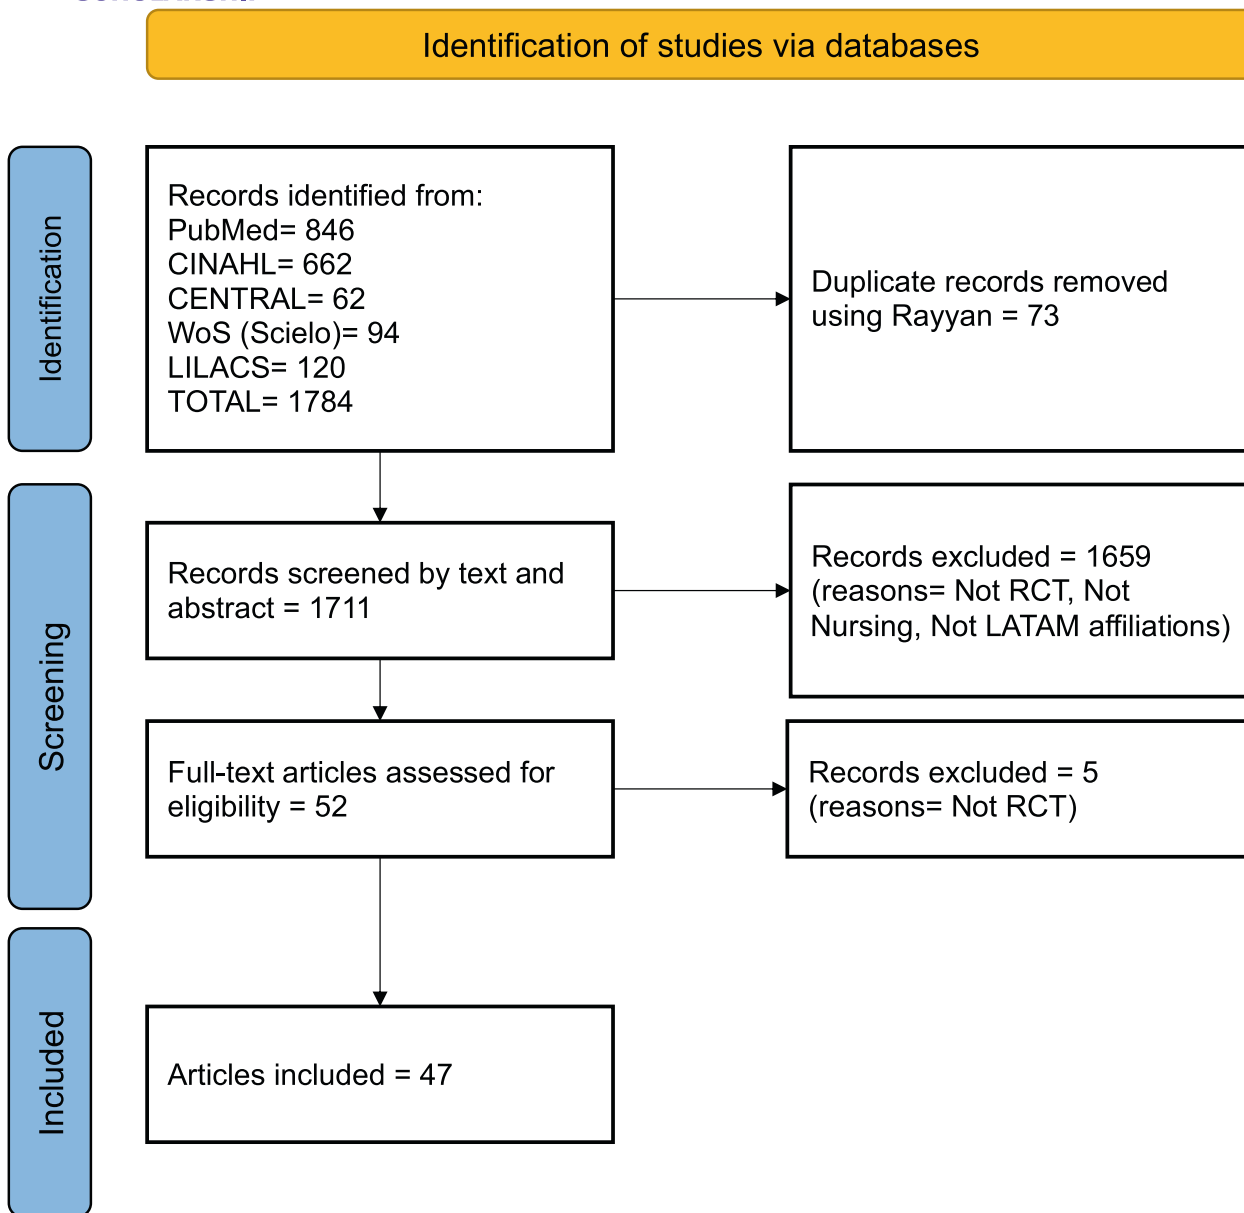 Identification of studies via databases
Identification
Records identified from:
PubMed= 846
CINAHL= 662
CENTRAL= 62
WoS (Scielo)= 94
LILACS= 120
TOTAL= 1784
Duplicate records removed
using Rayyan = 73
Screening
Records screened by text and
abstract = 1711
Records excluded = 1659
(reasons= Not RCT, Not
Nursing, Not LATAM affiliations)
Full-text articles assessed for
eligibility = 52
Records excluded = 5
(reasons= Not RCT)
Included
Articles included = 47